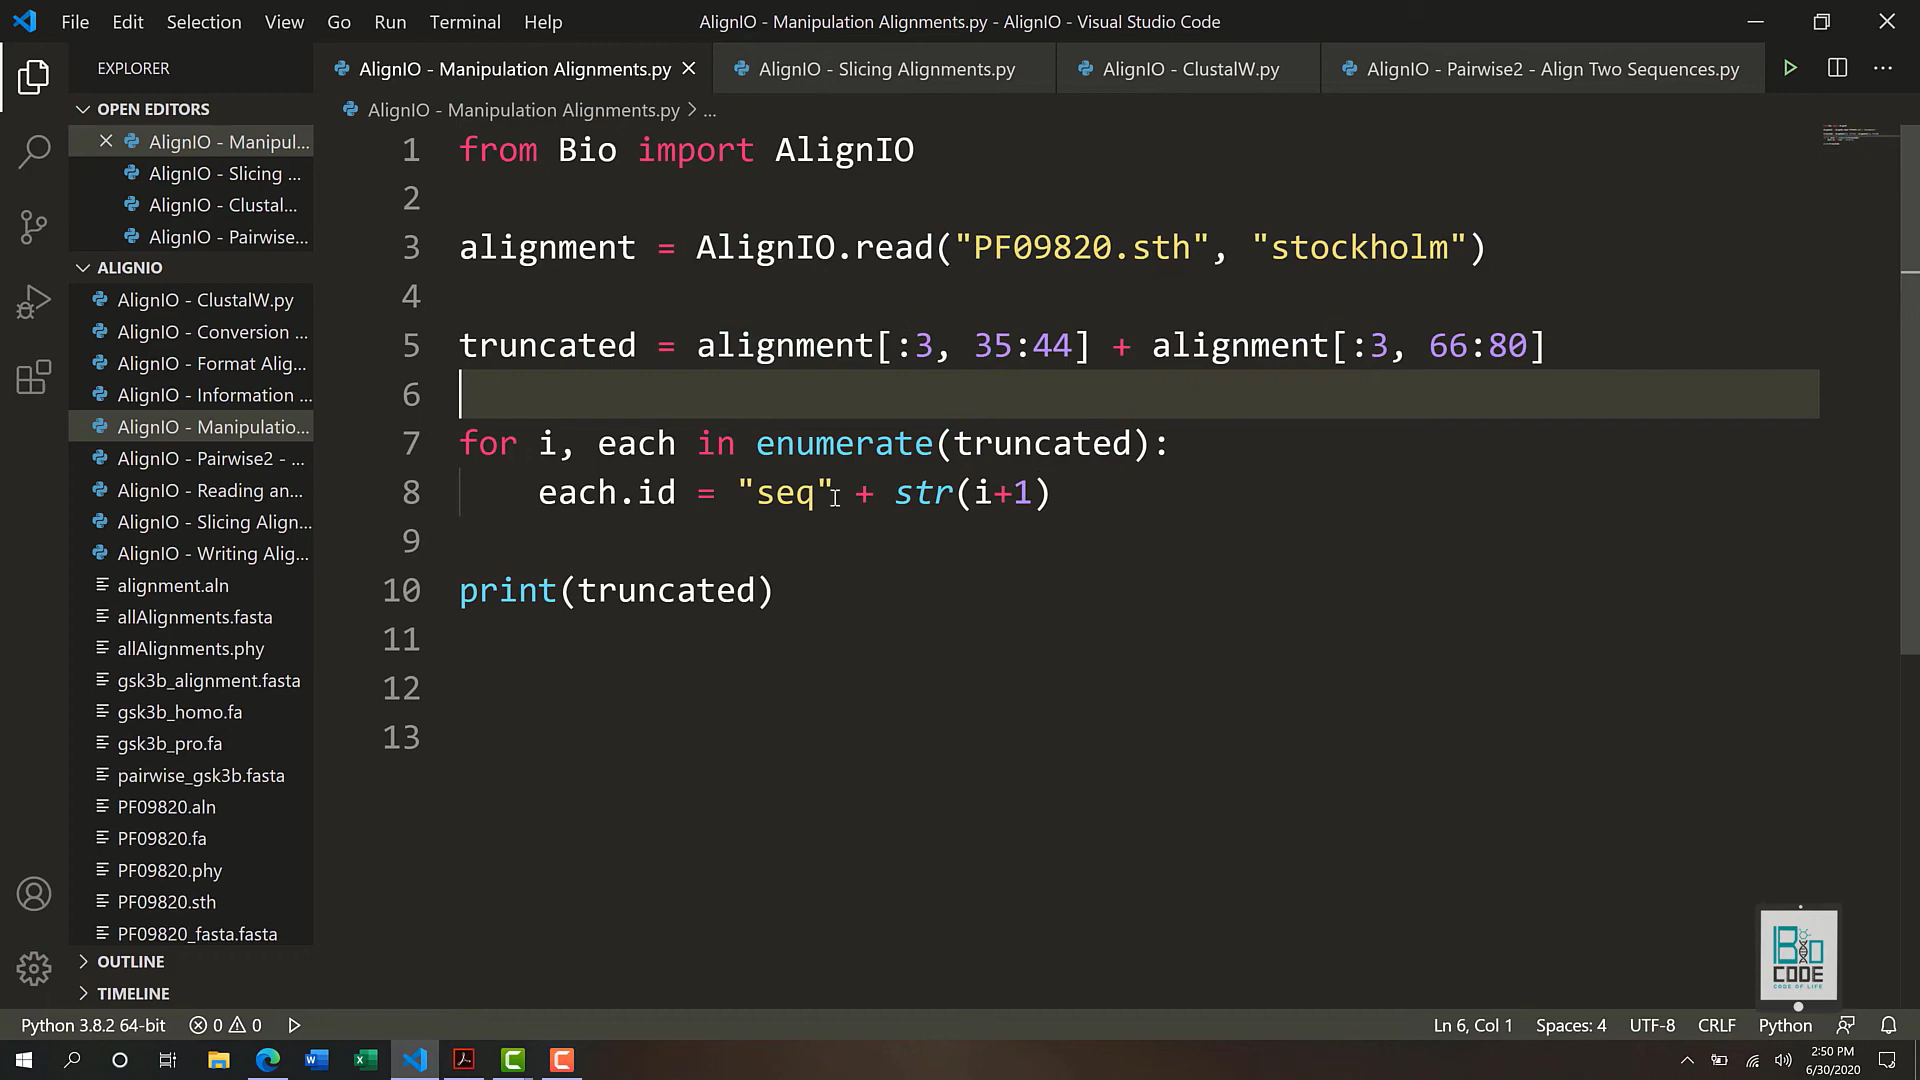 File Edit Selection View Go Run Terminal Help
AlignIO - Manipulation Alignments.py - AlignIO - Visual Studio Code
EXPLORER
AlignIO - Manipulation Alignments.py
AlignIO - Slicing Alignments.py
AlignIO - ClustalW.py
AlignIO - Pairwise2 - Align Two Sequences.py
OPEN EDITORS
AlignIO - Manipul...
AlignIO - Slicing ...
AlignIO - Clustal...
AlignIO - Pairwise...
ALIGNIO
AlignIO - ClustalW.py
AlignIO - Conversion ...
AlignIO - Format Alig...
AlignIO - Information ...
AlignIO - Manipulatio...
AlignIO - Pairwise2 - ...
AlignIO - Reading an...
AlignIO - Slicing Align...
AlignIO - Writing Alig...
alignment.aln
allAlignments.fasta
allAlignments.phy
gsk3b_alignment.fasta
gsk3b_homo.fa
gsk3b_pro.fa
pairwise_gsk3b.fasta
PF09820.aln
PF09820.fa
PF09820.phy
PF09820.sth
PF09820_fasta.fasta
OUTLINE
TIMELINE
AlignIO - Manipulation Alignments.py > ...
1 from Bio import AlignIO
2
3 alignment = AlignIO.read("PF09820.sth", "stockholm")
4
5 truncated = alignment[:3, 35:44] + alignment[:3, 66:80]
6
7 for i, each in enumerate(truncated):
8 each.id = "seq" + str(i+1)
9
10 print(truncated)
11
12
13
BIO
CODE
CODE OF LIFE
Python 3.8.2 64-bit 0 0
Ln 6, Col 1 Spaces: 4 UTF-8 CRLF Python
2:50 PM
6/30/2020